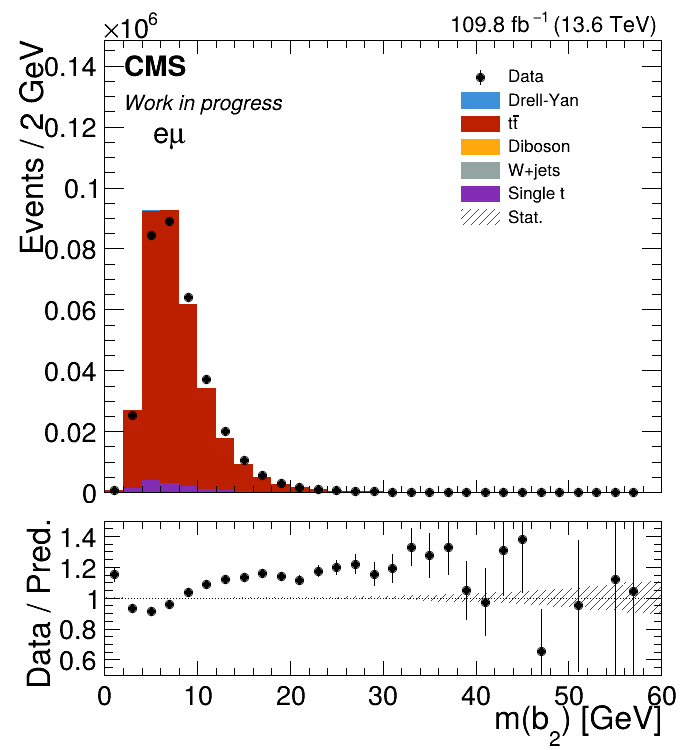 ×10⁶
109.8 fb⁻¹ (13.6 TeV)
CMS
Work in progress
eμ
Data
Drell-Yan
tt̅
Diboson
W+jets
Single t
Stat.
Events / 2 GeV
0.14
0.12
0.1
0.08
0.06
0.04
0.02
0
Data / Pred.
1.4
1.2
1
0.8
0.6
0 10 20 30 40 50 60
m(b₂) [GeV]